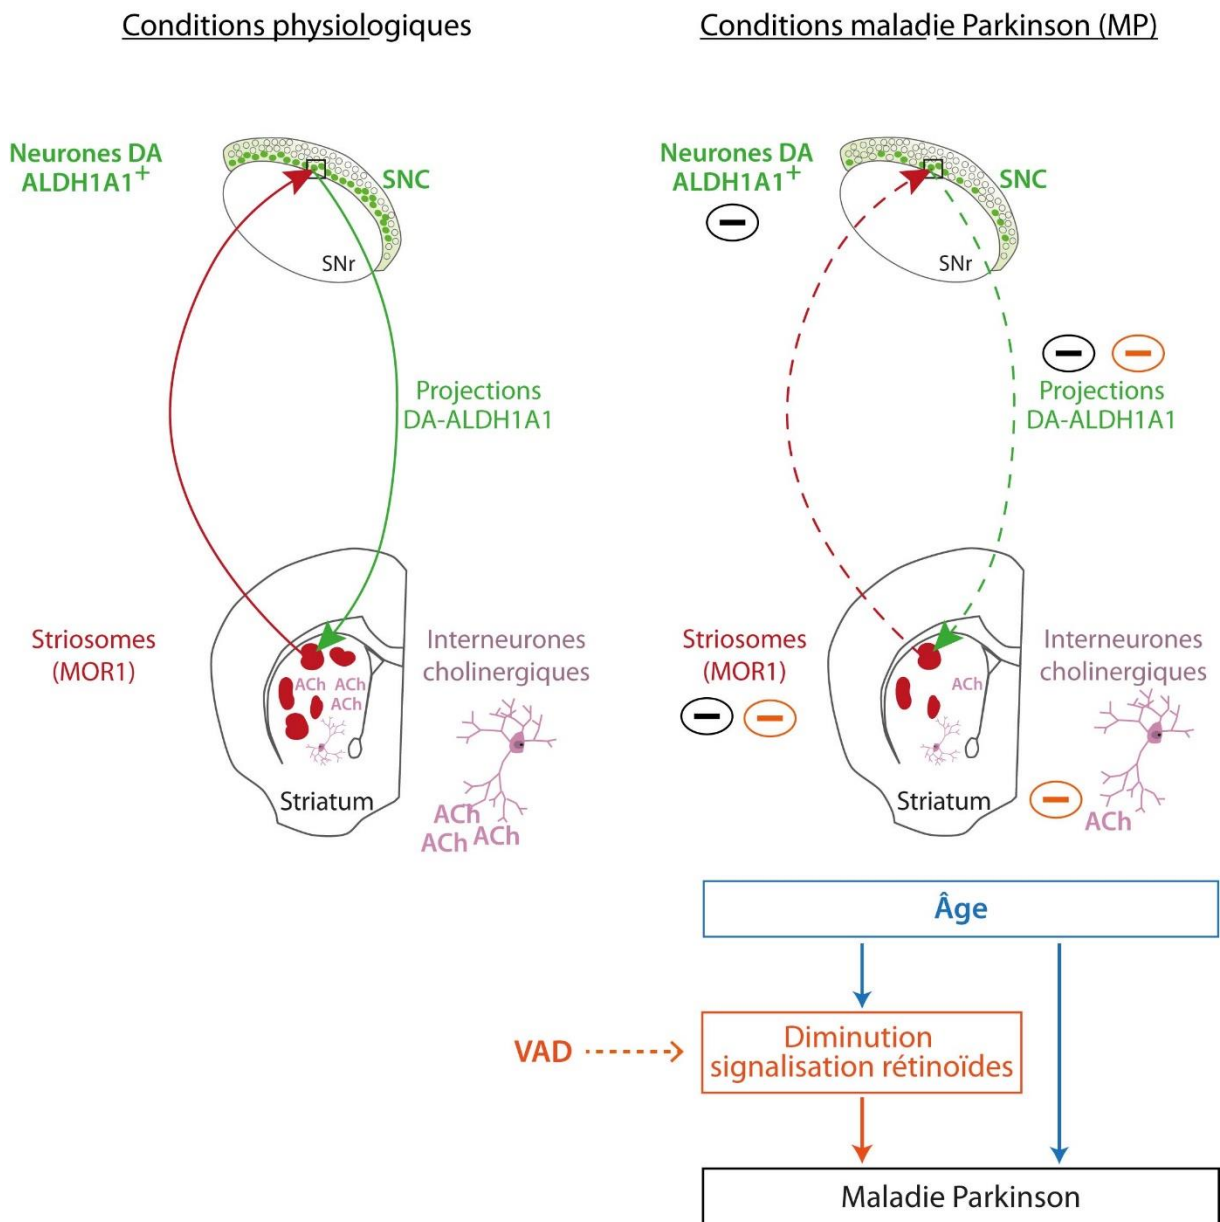 Conditions physiologiques
Neurones DA
ALDH1A1+
SNC
SNr
Projections
DA-ALDH1A1
Striosomes
(MOR1)
Interneurones
cholinergiques
ACh
ACh
ACh
Striatum
ACh
ACh
ACh
Conditions maladie Parkinson (MP)
Neurones DA
ALDH1A1+
SNC
SNr
Projections
DA-ALDH1A1
Striosomes
(MOR1)
Interneurones
cholinergiques
ACh
Striatum
ACh
Âge
VAD
Diminution
signalisation rétinoïdes
Maladie Parkinson